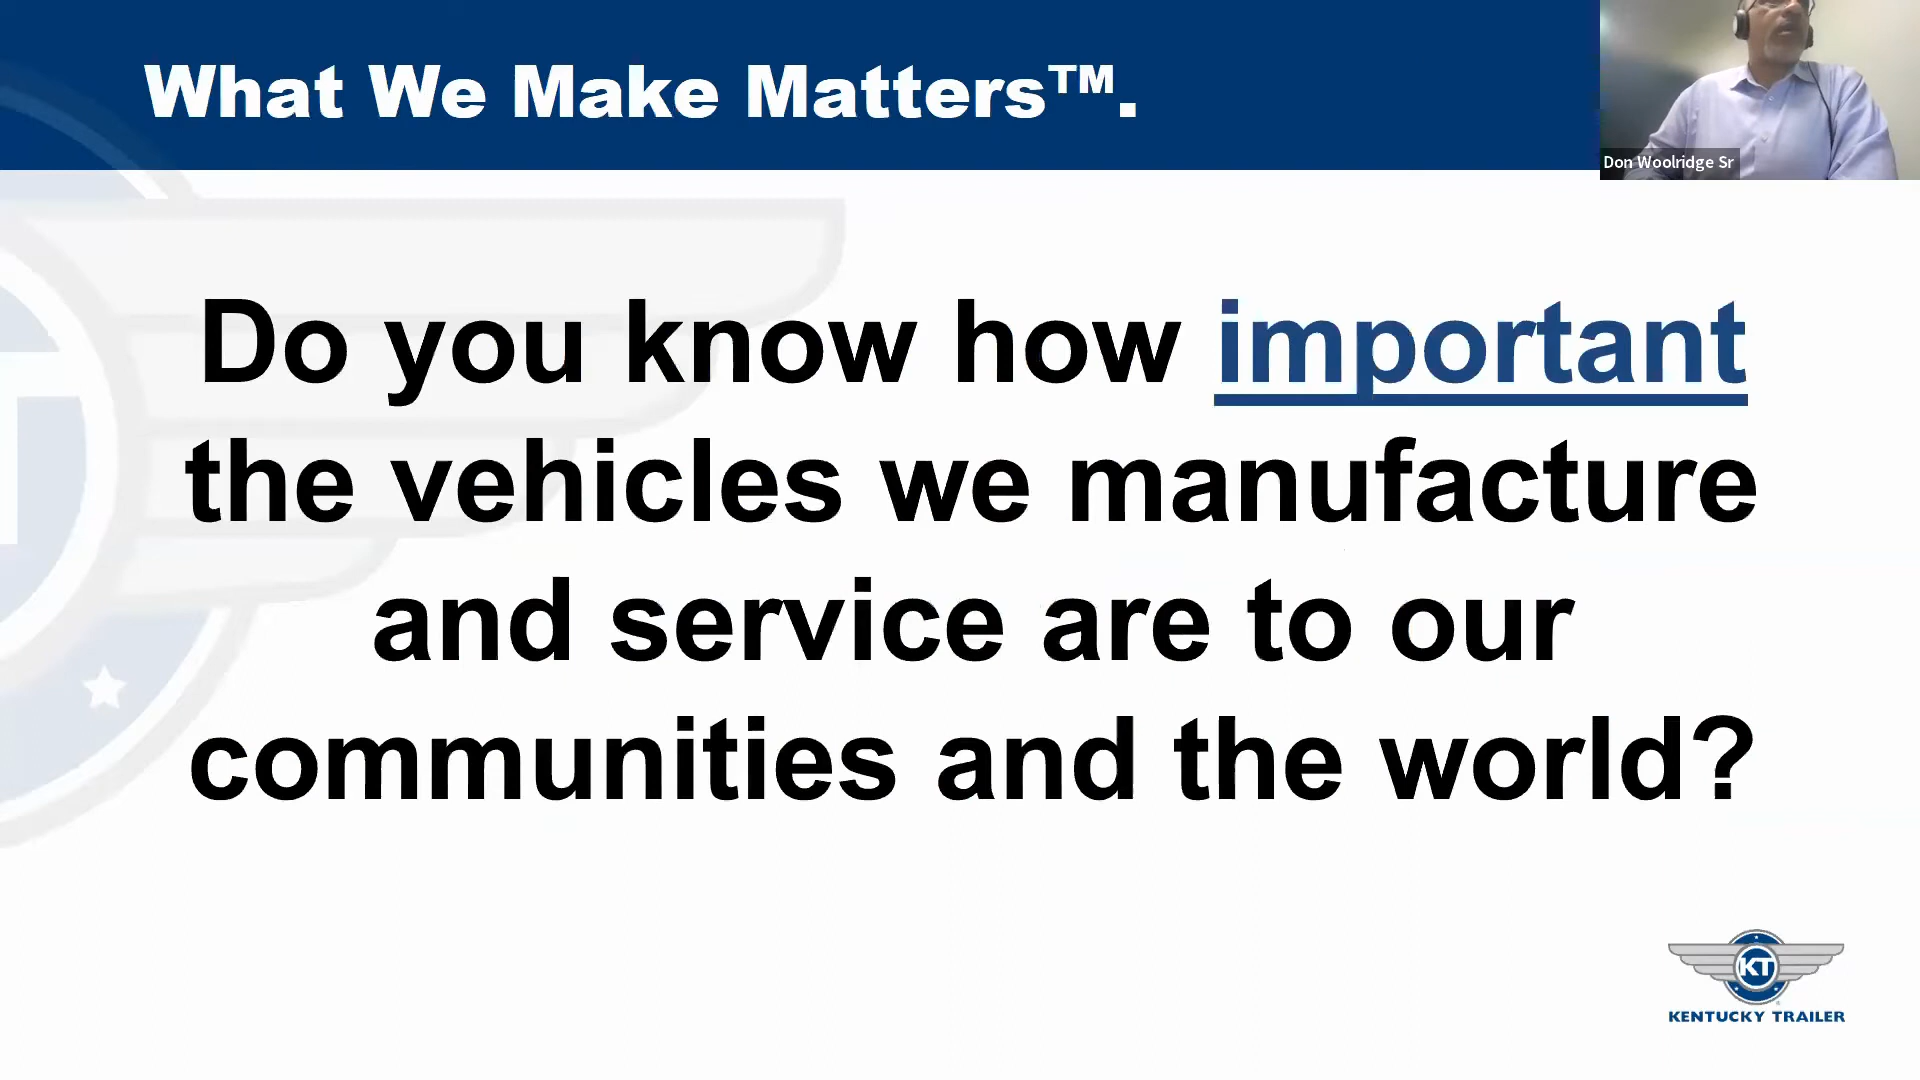 What We Make Matters™.
Don Woolridge Sr
Do you know how important
the vehicles we manufacture
and service are to our
communities and the world?
KT
KENTUCKY TRAILER